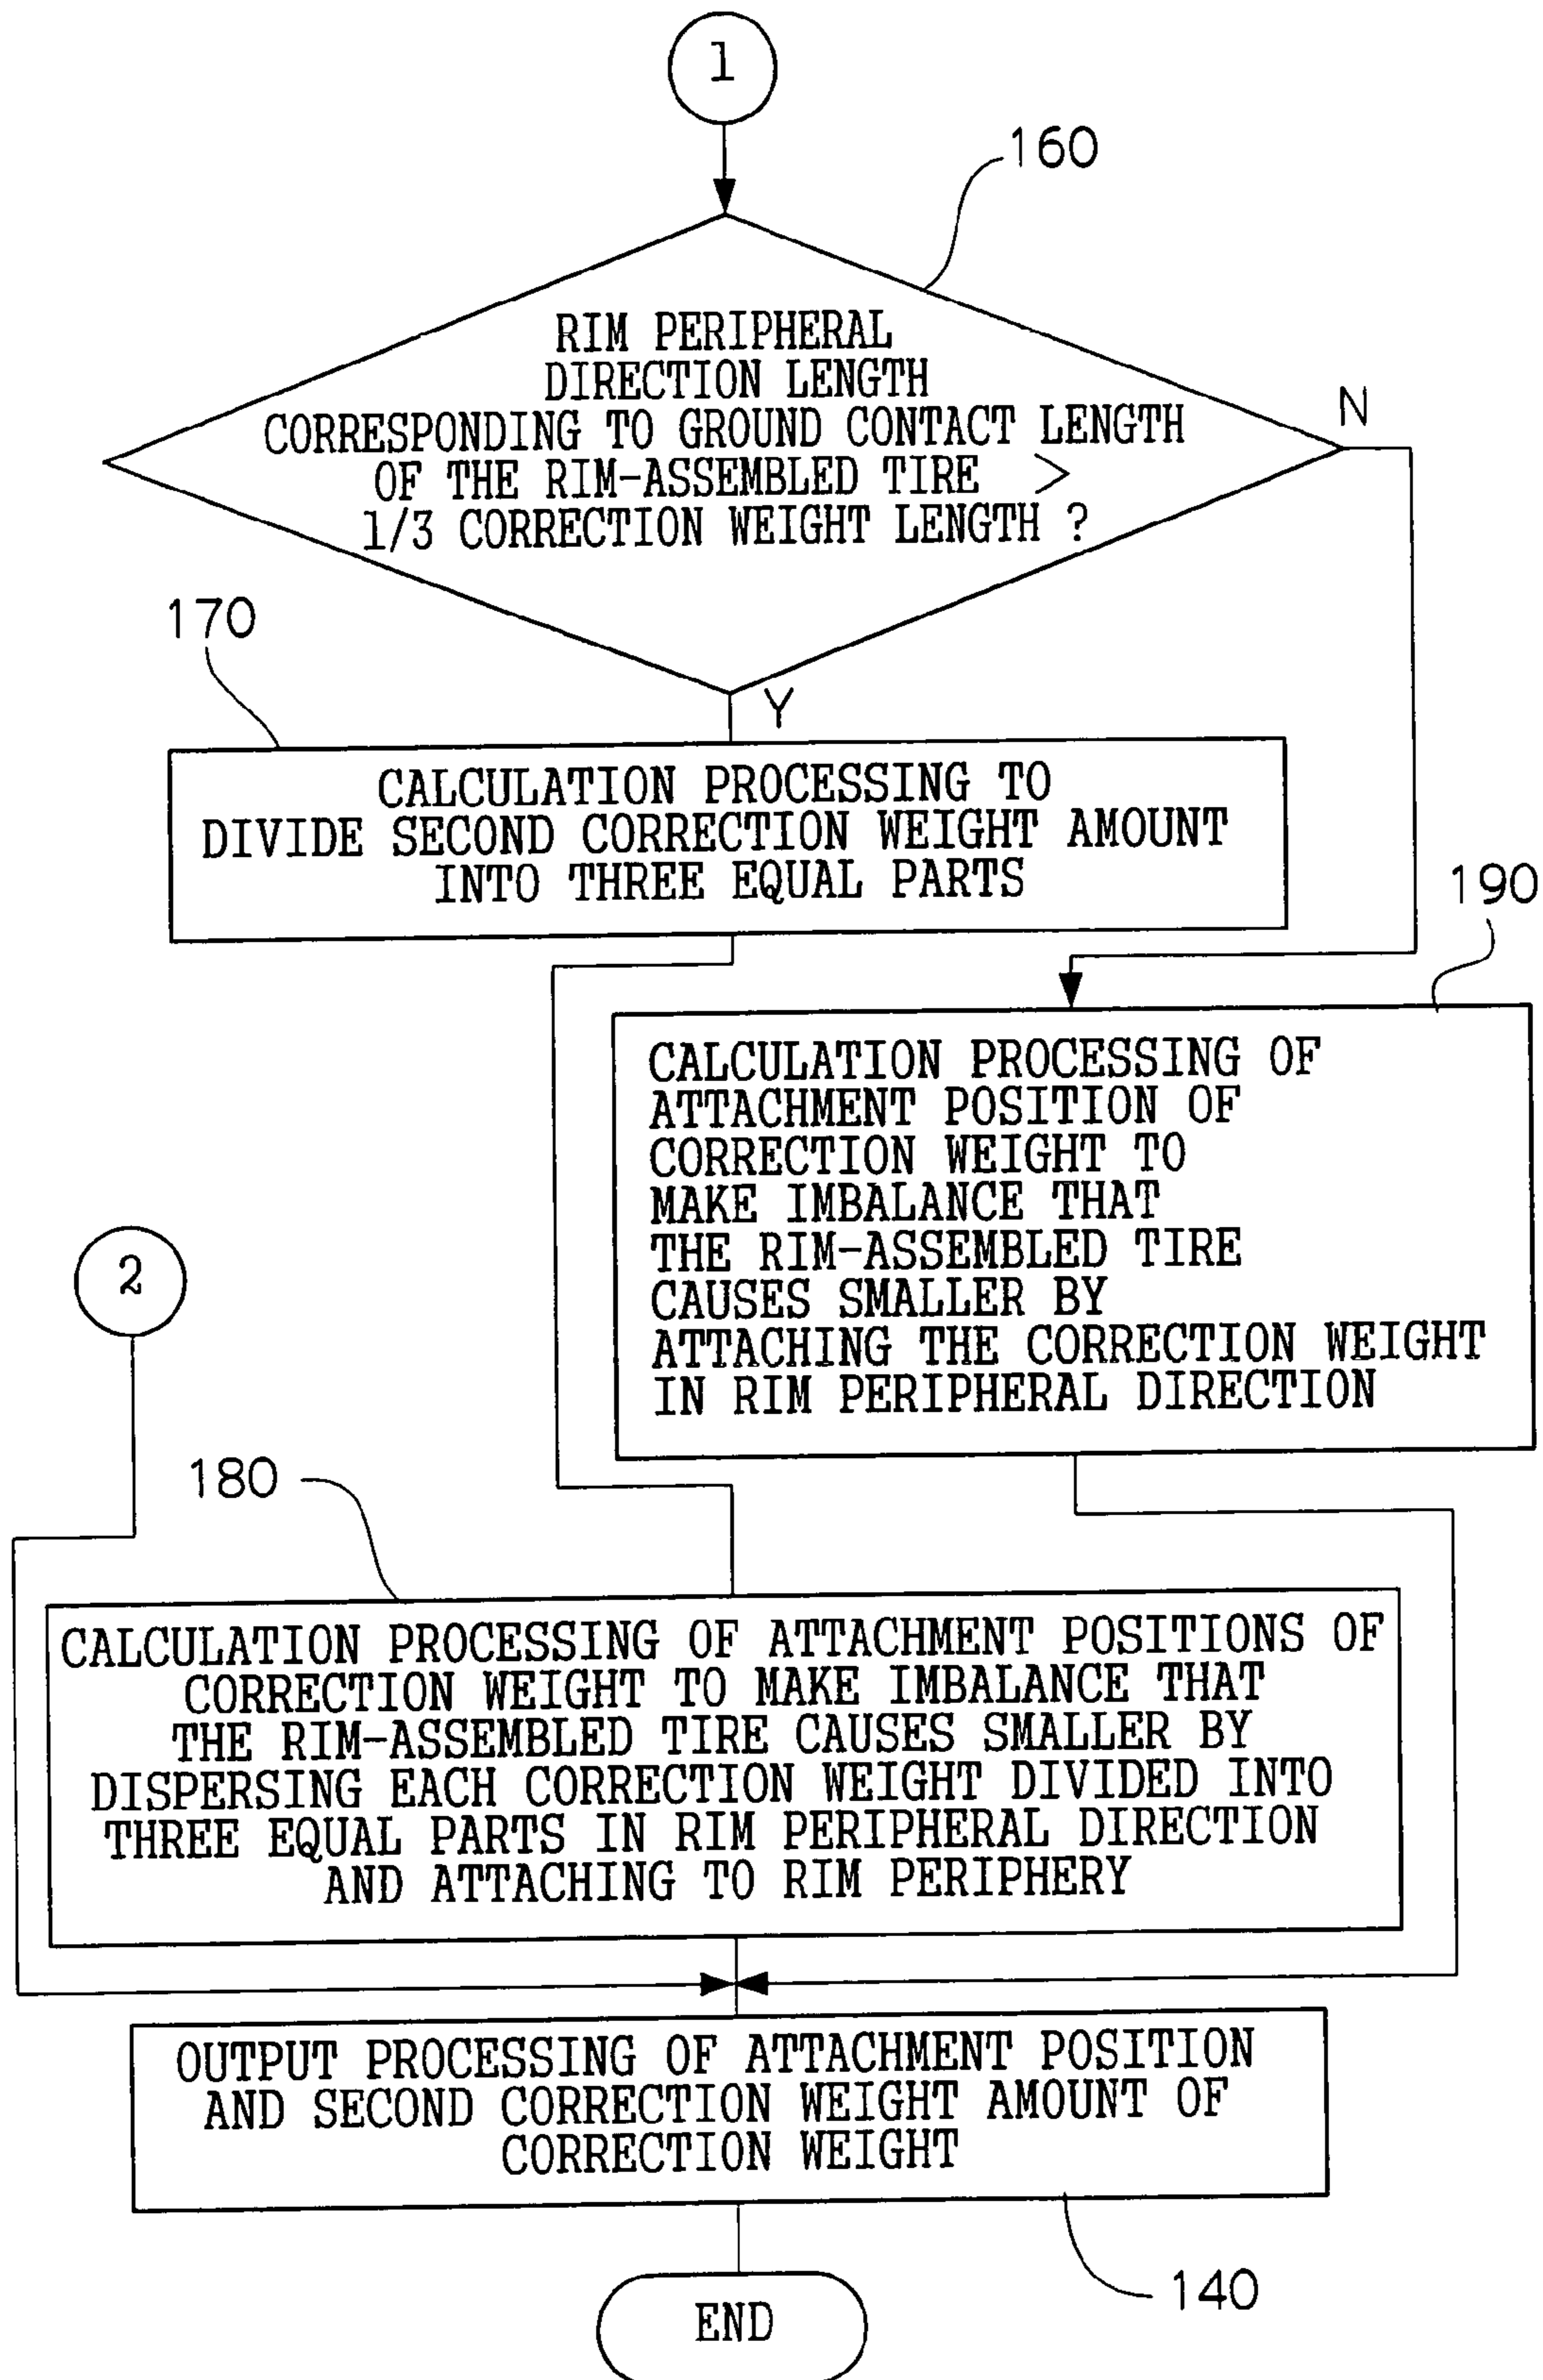 1
160
RIM PERIPHERAL
DIRECTION LENGTH
CORRESPONDING TO GROUND CONTACT LENGTH
OF THE RIM-ASSEMBLED TIRE >
1/3 CORRECTION WEIGHT LENGTH ?
N
Y
170
CALCULATION PROCESSING TO
DIVIDE SECOND CORRECTION WEIGHT AMOUNT
INTO THREE EQUAL PARTS
190
CALCULATION PROCESSING OF
ATTACHMENT POSITION OF
CORRECTION WEIGHT TO
MAKE IMBALANCE THAT
THE RIM-ASSEMBLED TIRE
CAUSES SMALLER BY
ATTACHING THE CORRECTION WEIGHT
IN RIM PERIPHERAL DIRECTION
2
180
CALCULATION PROCESSING OF ATTACHMENT POSITIONS OF
CORRECTION WEIGHT TO MAKE IMBALANCE THAT
THE RIM-ASSEMBLED TIRE CAUSES SMALLER BY
DISPERSING EACH CORRECTION WEIGHT DIVIDED INTO
THREE EQUAL PARTS IN RIM PERIPHERAL DIRECTION
AND ATTACHING TO RIM PERIPHERY
OUTPUT PROCESSING OF ATTACHMENT POSITION
AND SECOND CORRECTION WEIGHT AMOUNT OF
CORRECTION WEIGHT
140
END